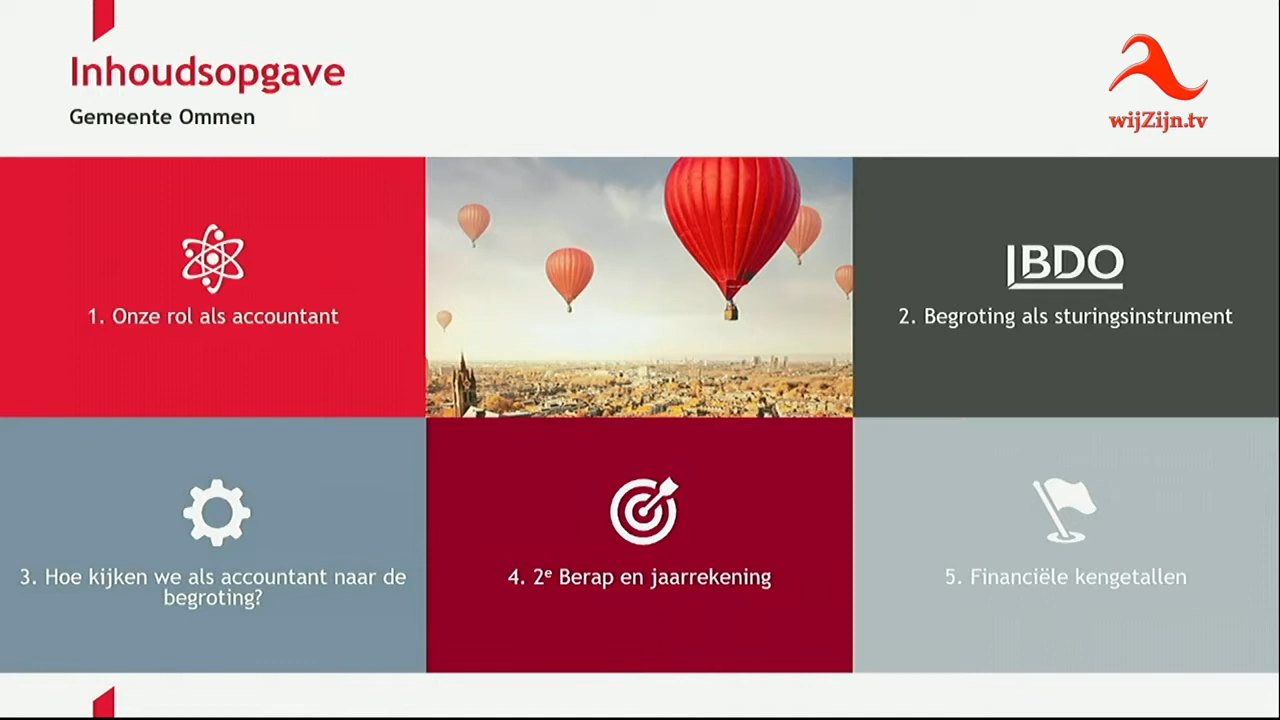 Inhoudsopgave
Gemeente Ommen
wijZijn.tv
1. Onze rol als accountant
BDO
2. Begroting als sturingsinstrument
3. Hoe kijken we als accountant naar de
begroting?
4. 2ᵉ Berap en jaarrekening
5. Financiële kengetallen